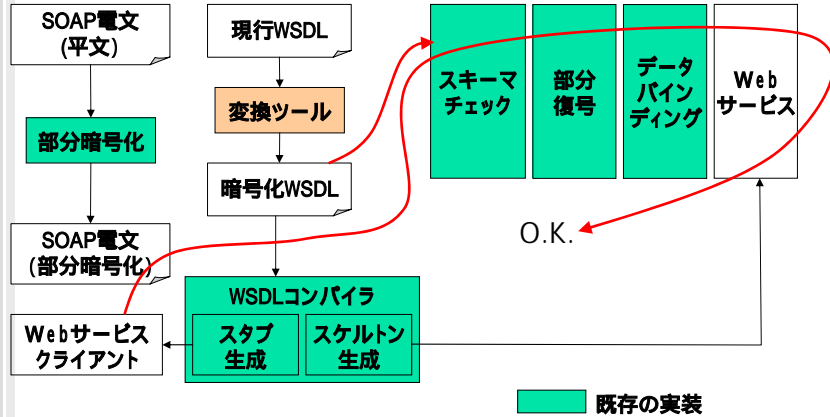 SOAP電文
(平文)
部分暗号化
SOAP電文
(部分暗号化)
Webサービス
クライアント
現行WSDL
変換ツール
暗号化WSDL
WSDLコンパイラ
スタブ
生成
スケルトン
生成
スキーマ
チェック
部分
復号
データ
バイン
ディング
Web
サービス
O.K.
既存の実装